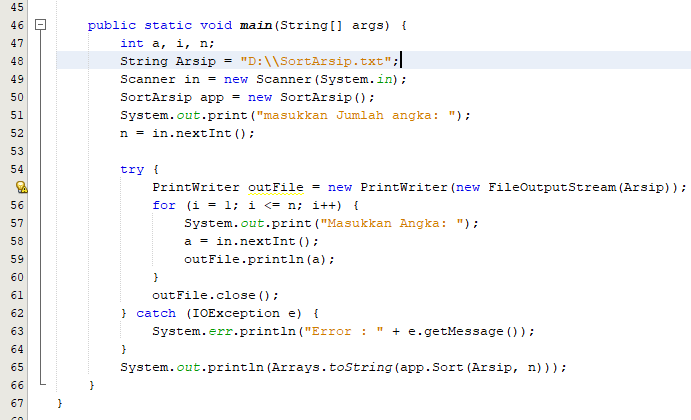 45
46 public static void main(String[] args) {
47 int a, i, n;
48 String Arsip = "D:\\SortArsip.txt";
49 Scanner in = new Scanner(System.in);
50 SortArsip app = new SortArsip();
51 System.out.print("masukkan Jumlah angka: ");
52 n = in.nextInt();
53
54 try {
PrintWriter outFile = new PrintWriter(new FileOutputStream(Arsip));
56 for (i = 1; i <= n; i++) {
57 System.out.print("Masukkan Angka: ");
58 a = in.nextInt();
59 outFile.println(a);
60 }
61 outFile.close();
62 } catch (IOException e) {
63 System.err.println("Error : " + e.getMessage());
64 }
65 System.out.println(Arrays.toString(app.Sort(Arsip, n)));
66 }
67 }